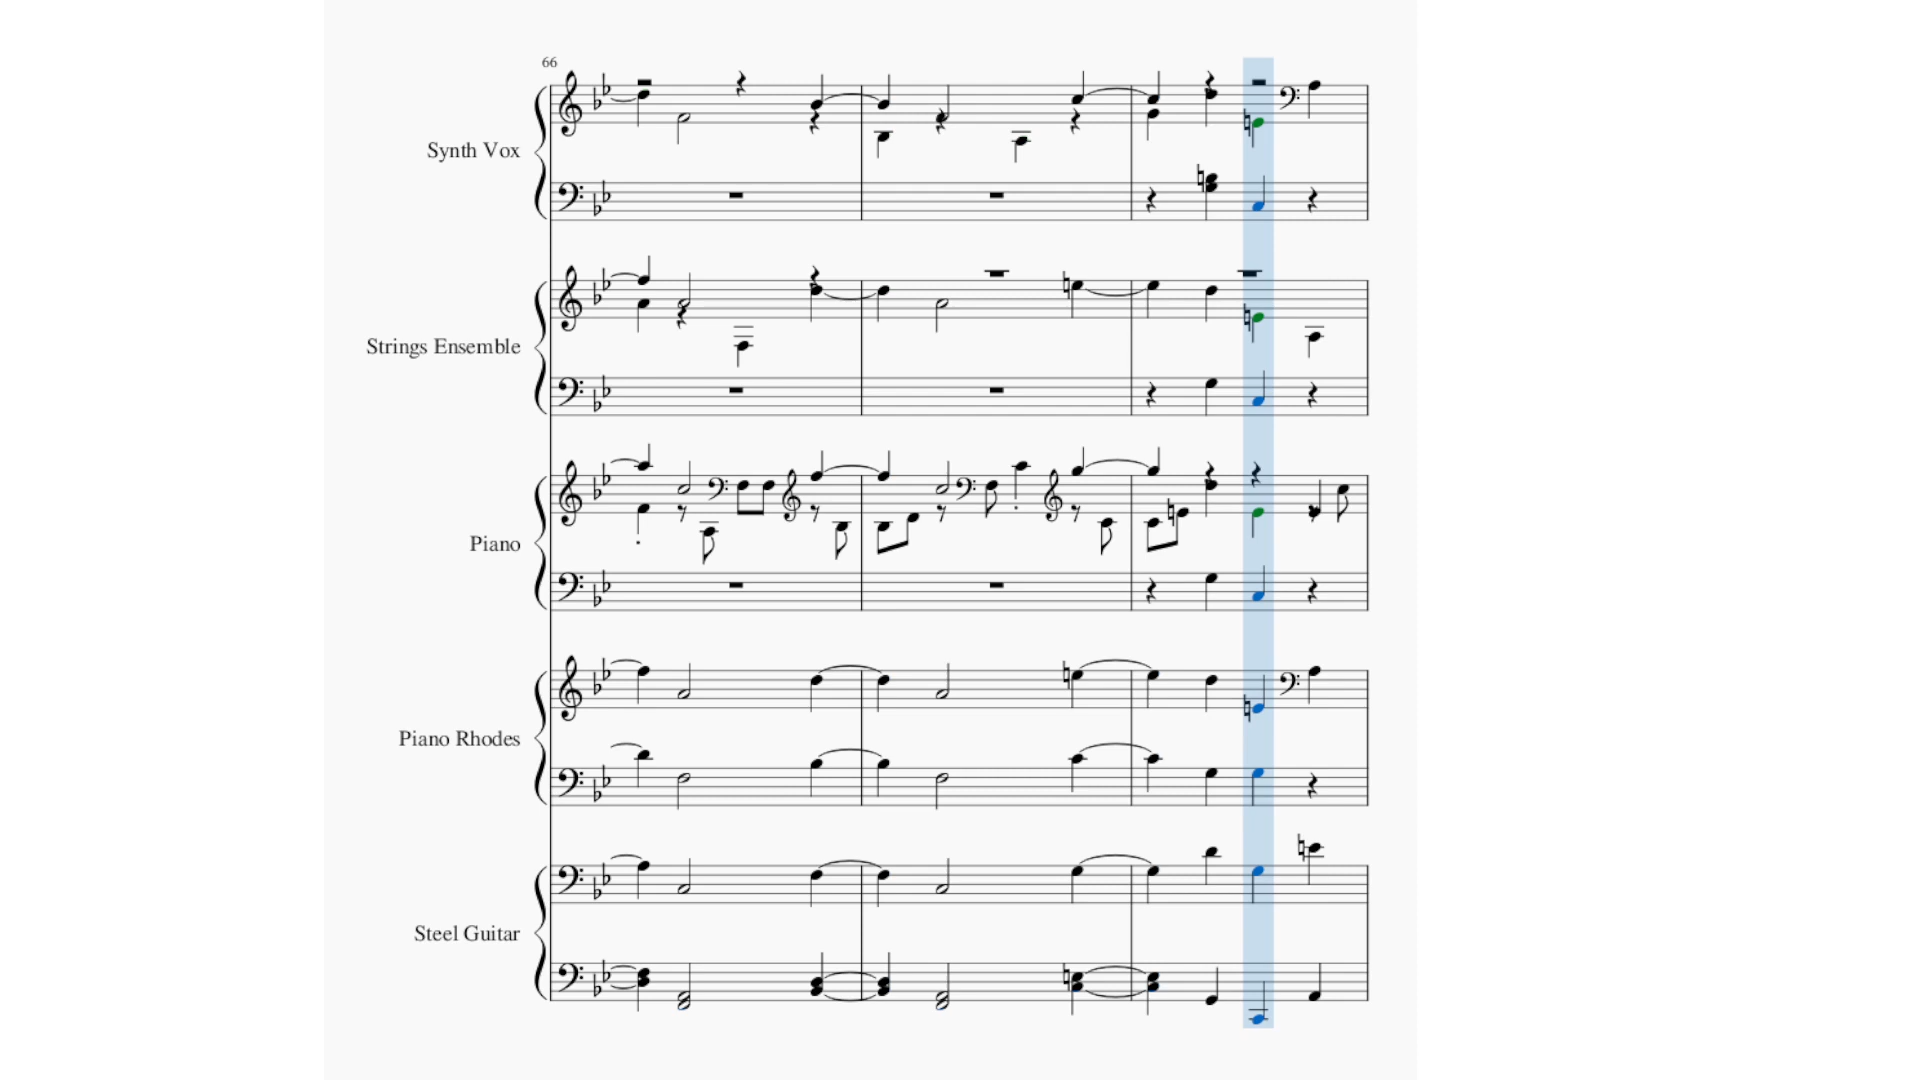 66
Synth Vox
Strings Ensemble
Piano
Piano Rhodes
Steel Guitar